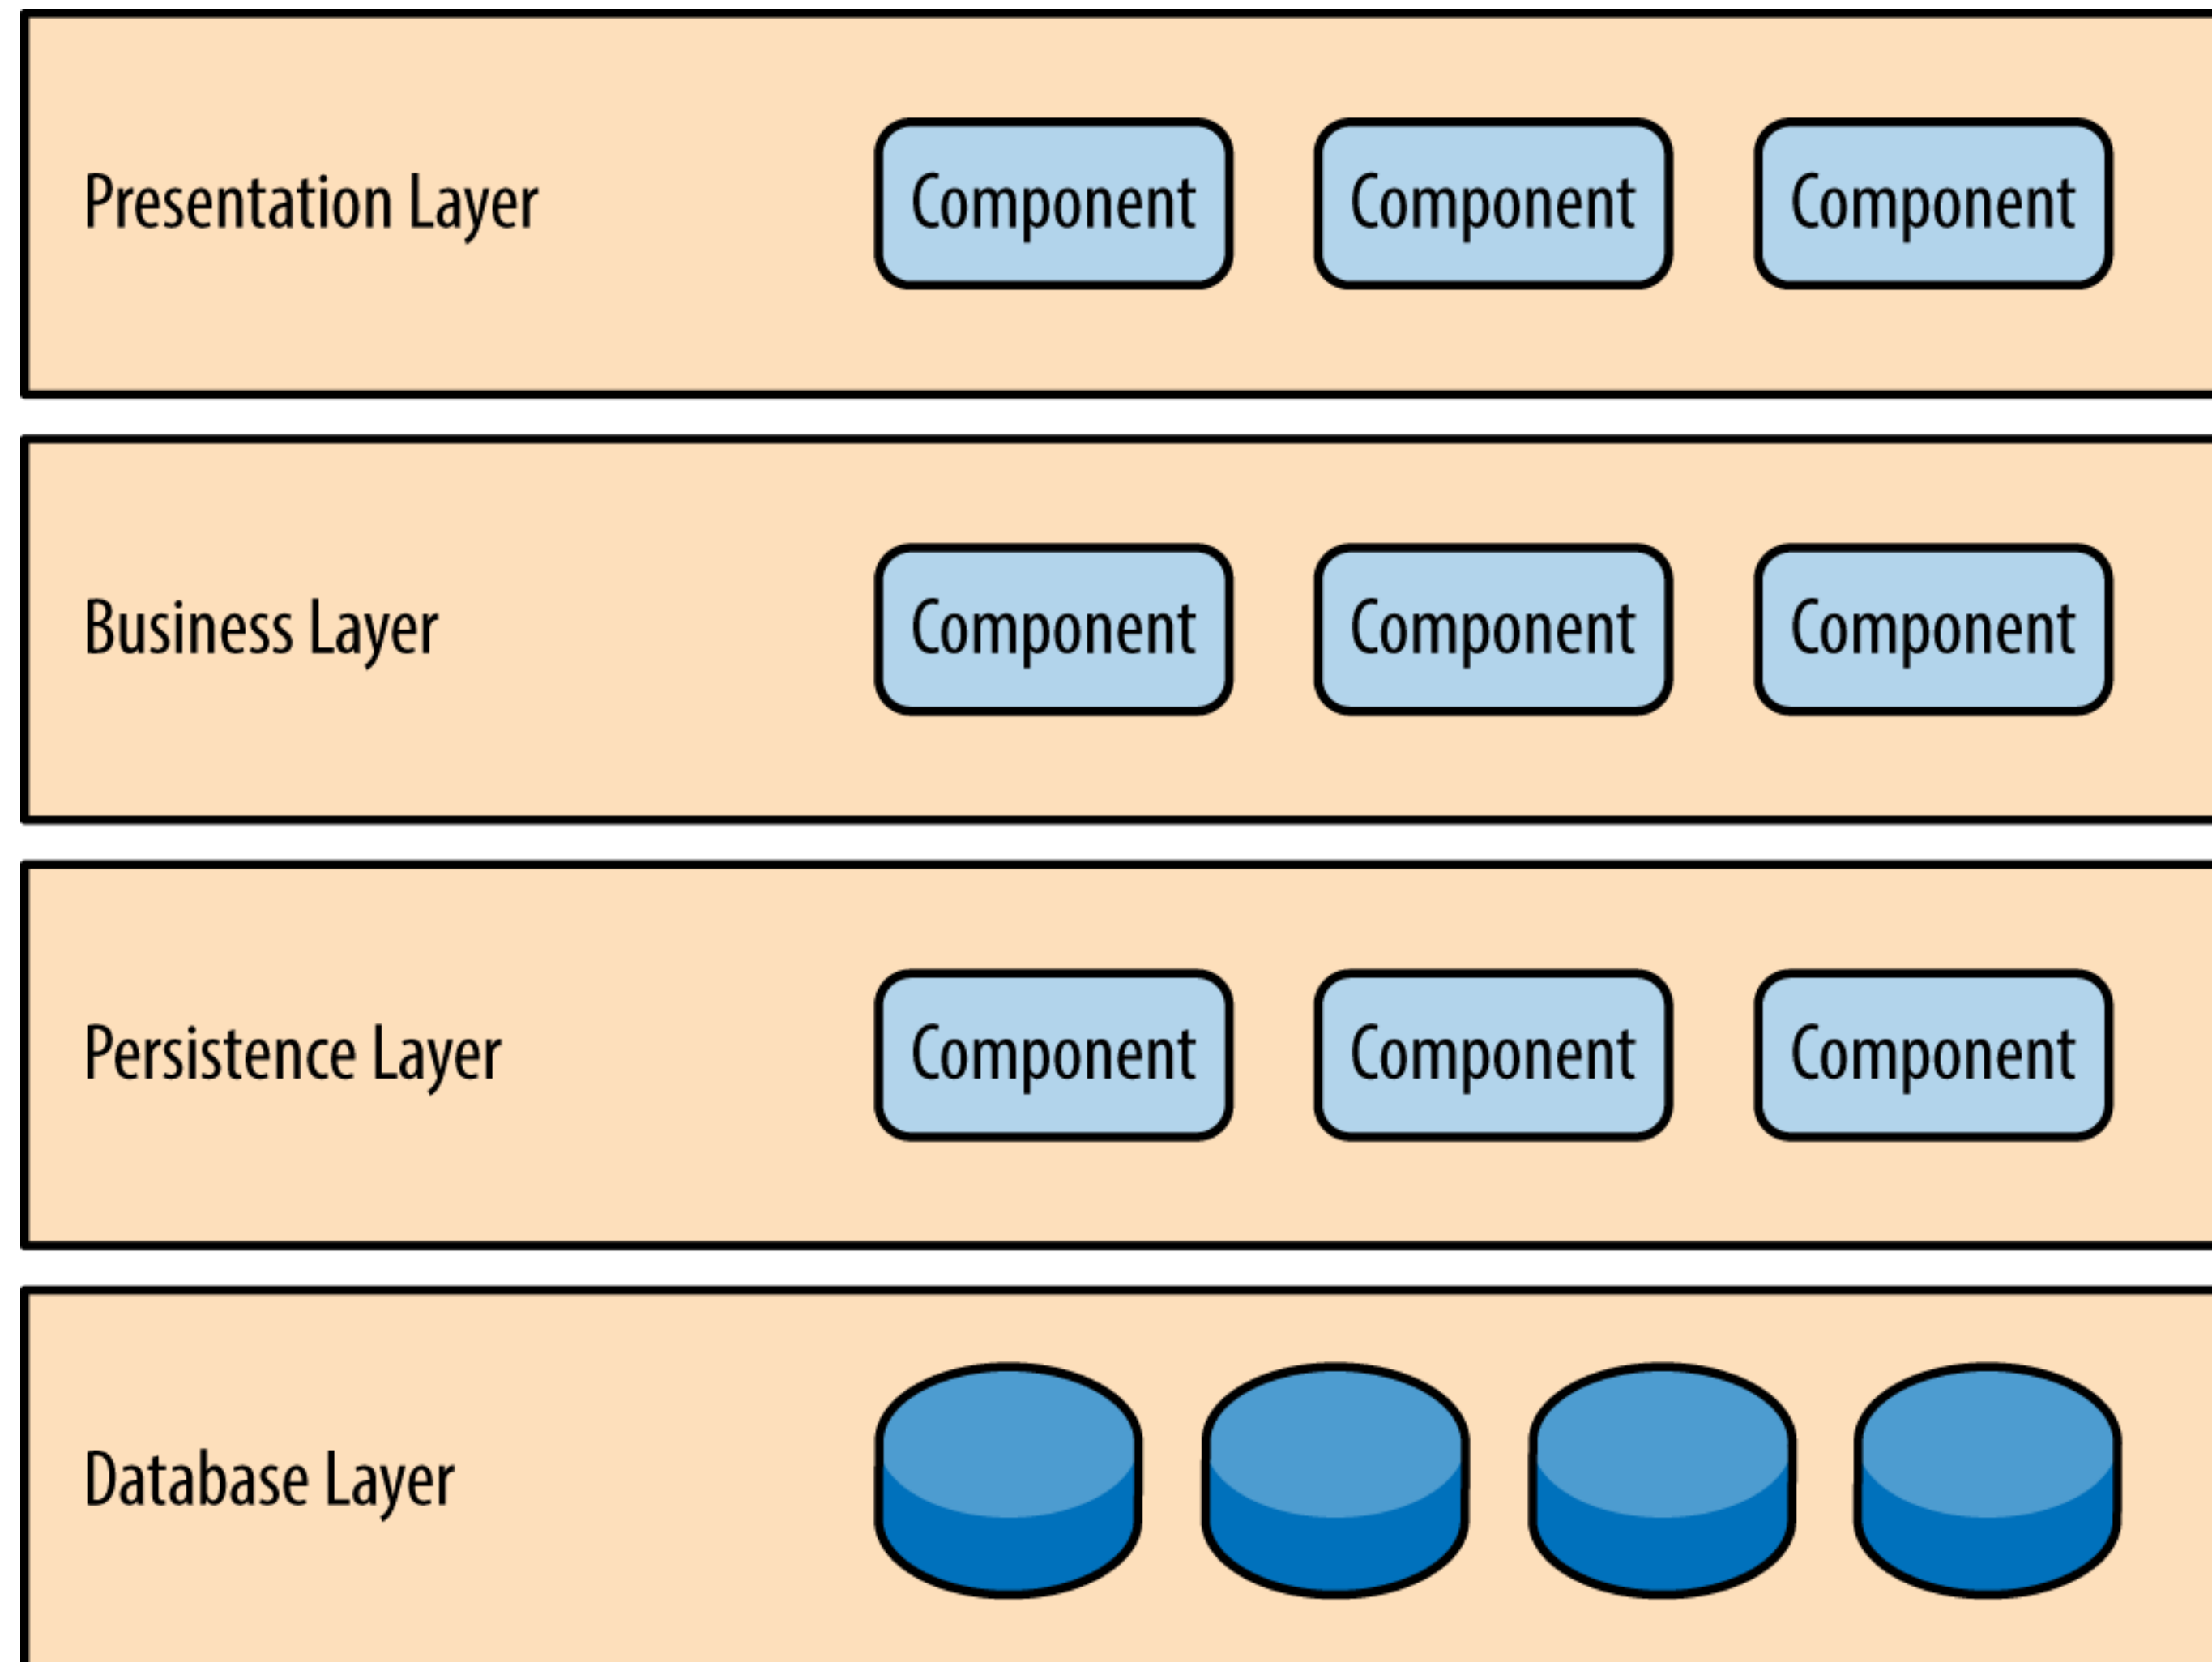 Presentation Layer Component Component Component
Business Layer Component Component Component
Persistence Layer Component Component Component
Database Layer